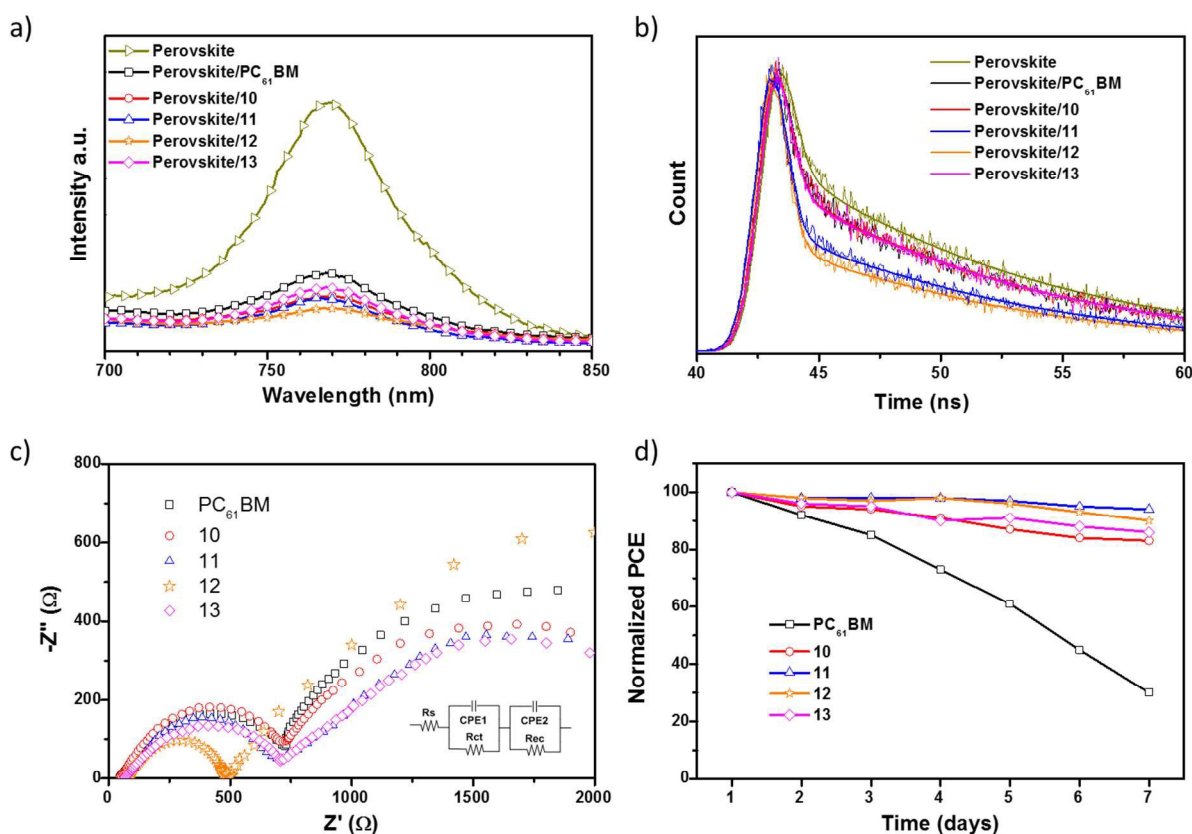 a)
Intensity a.u.
Perovskite
Perovskite/PC₆₁BM
Perovskite/10
Perovskite/11
Perovskite/12
Perovskite/13
700 750 800 850
Wavelength (nm)
b)
Count
Perovskite
Perovskite/PC₆₁BM
Perovskite/10
Perovskite/11
Perovskite/12
Perovskite/13
40 45 50 55 60
Time (ns)
c)
-Z'' (Ω)
800
600
400
200
0
PC₆₁BM
10
11
12
13
Rs
CPE1
Rct
CPE2
Rec
0 500 1000 1500 2000
Z' (Ω)
d)
Normalized PCE
100
80
60
40
20
0
PC₆₁BM
10
11
12
13
1 2 3 4 5 6 7
Time (days)